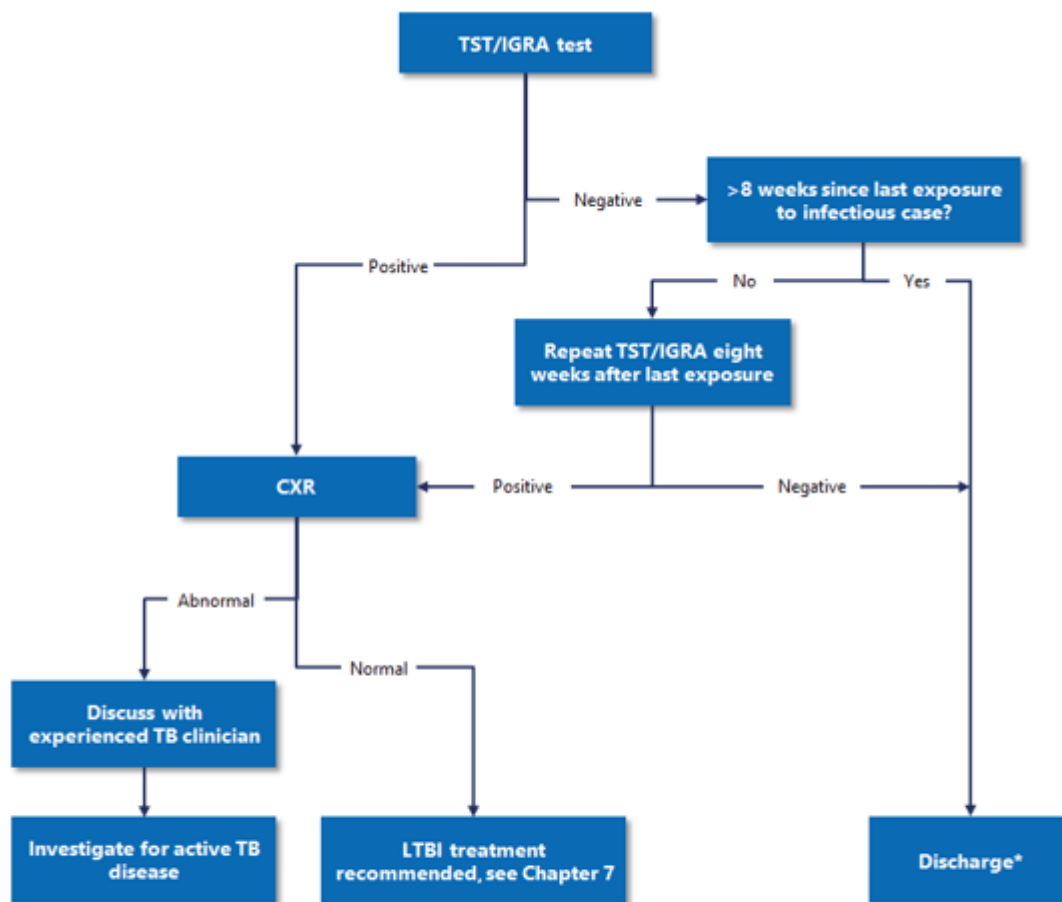 TST/IGRA test
>8 weeks since last exposure
to infectious case?
Negative
Positive
No
Yes
Repeat TST/IGRA eight
weeks after last exposure
CXR
Positive
Negative
Abnormal
Normal
Discuss with
experienced TB clinician
Investigate for active TB
disease
LTBI treatment
recommended, see Chapter 7
Discharge*